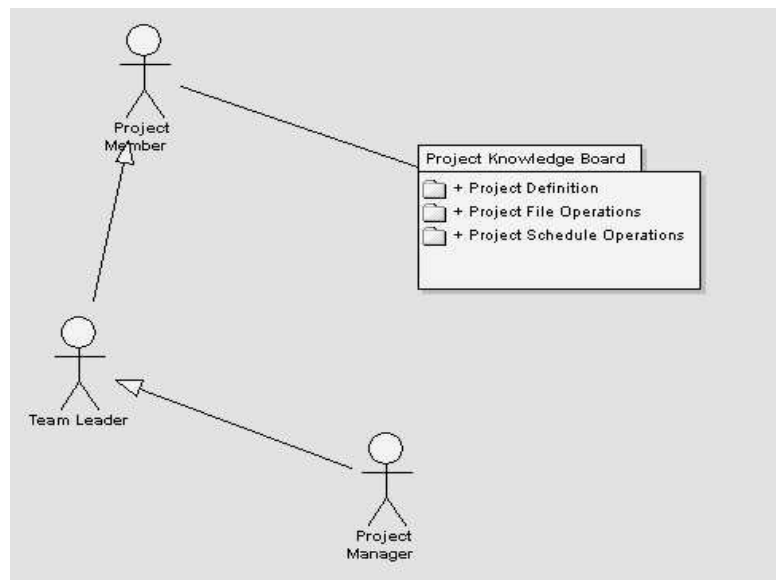 Project
Member
Project Knowledge Board
+ Project Definition
+ Project File Operations
+ Project Schedule Operations
Team Leader
Project
Manager